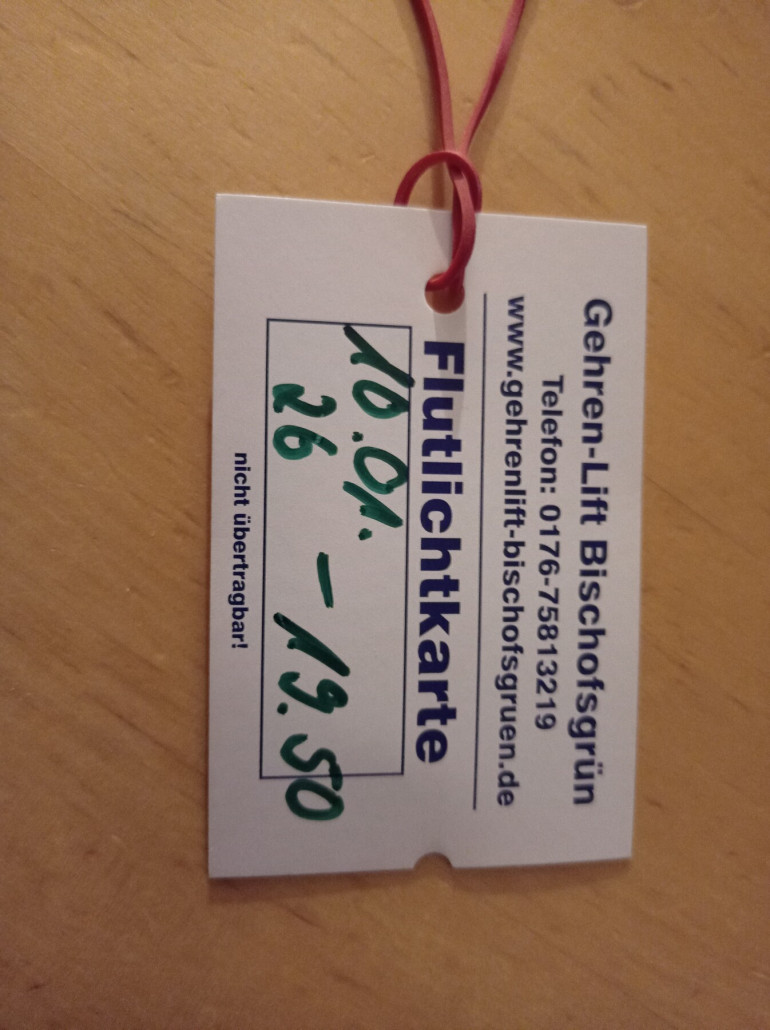 Gehren-Lift Bischofsgrün
Telefon: 0176-75813219
www.gehrenlift-bischofsgruen.de
Flutlichtkarte
10.01.
26 – 19.50
nicht übertragbar!